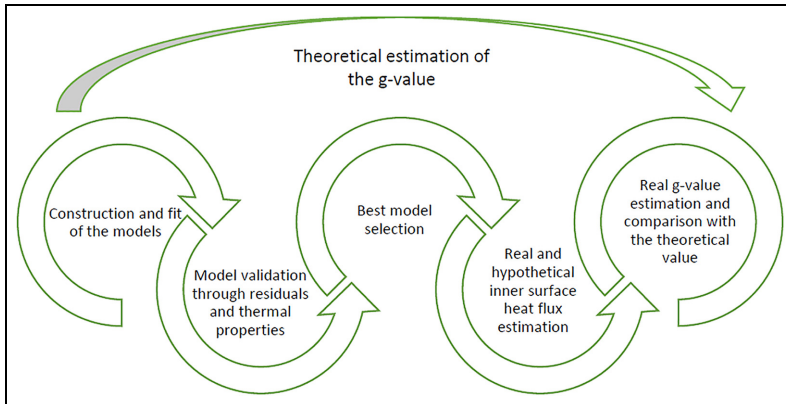 Theoretical estimation of
the g-value
Construction and fit
of the models
Model validation
through residuals
and thermal
properties
Best model
selection
Real and
hypothetical
inner surface
heat flux
estimation
Real g-value
estimation and
comparison with
the theoretical
value